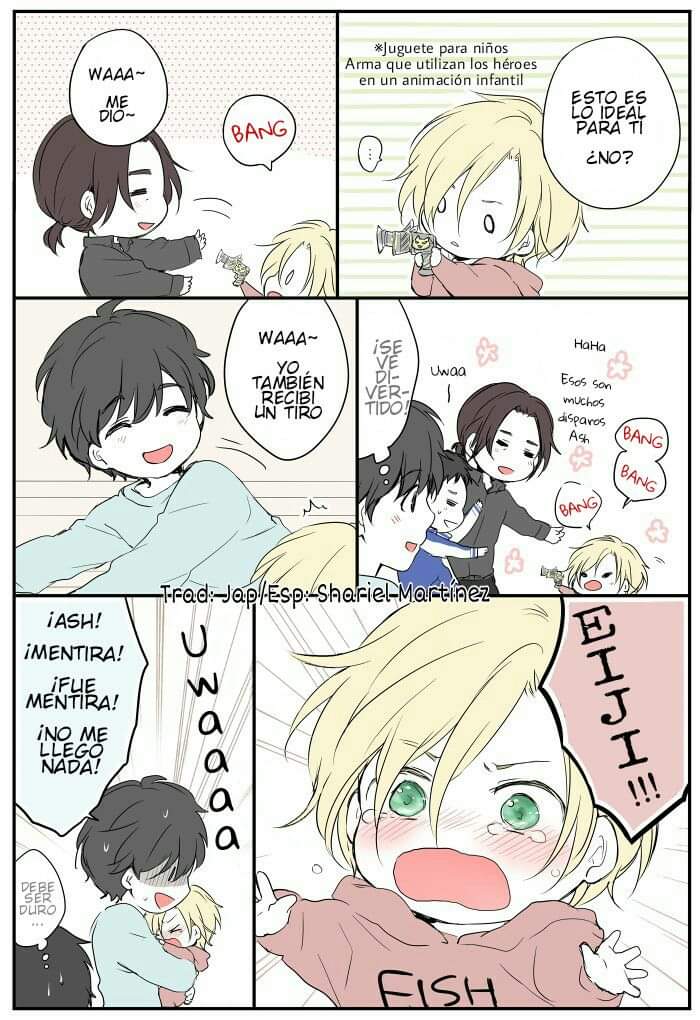 ESTO ES
LO IDEAL
PARA TI
¿NO?
*Juguete para niños
Arma que utilizan los héroes
en un animación infantil
...
BANG
WAAA~
ME
DIO~
BANG
BANG
HaHa
Esos son
muchos
disparos
Ash
BANG
Uwaa
¡SE
VE
DI-
VER-
TIDO!
WAAA~
YO
TAMBIÉN
RECIBI
UN TIRO
Trad: Jap/Esp: Shariel Martínez
EIJI!!!
FISH
Uwaaaa
¡ASH!
¡MENTIRA!
¡FUE
MENTIRA!
¡NO ME
LLEGO
NADA!
DEBE
SER
DURO
...